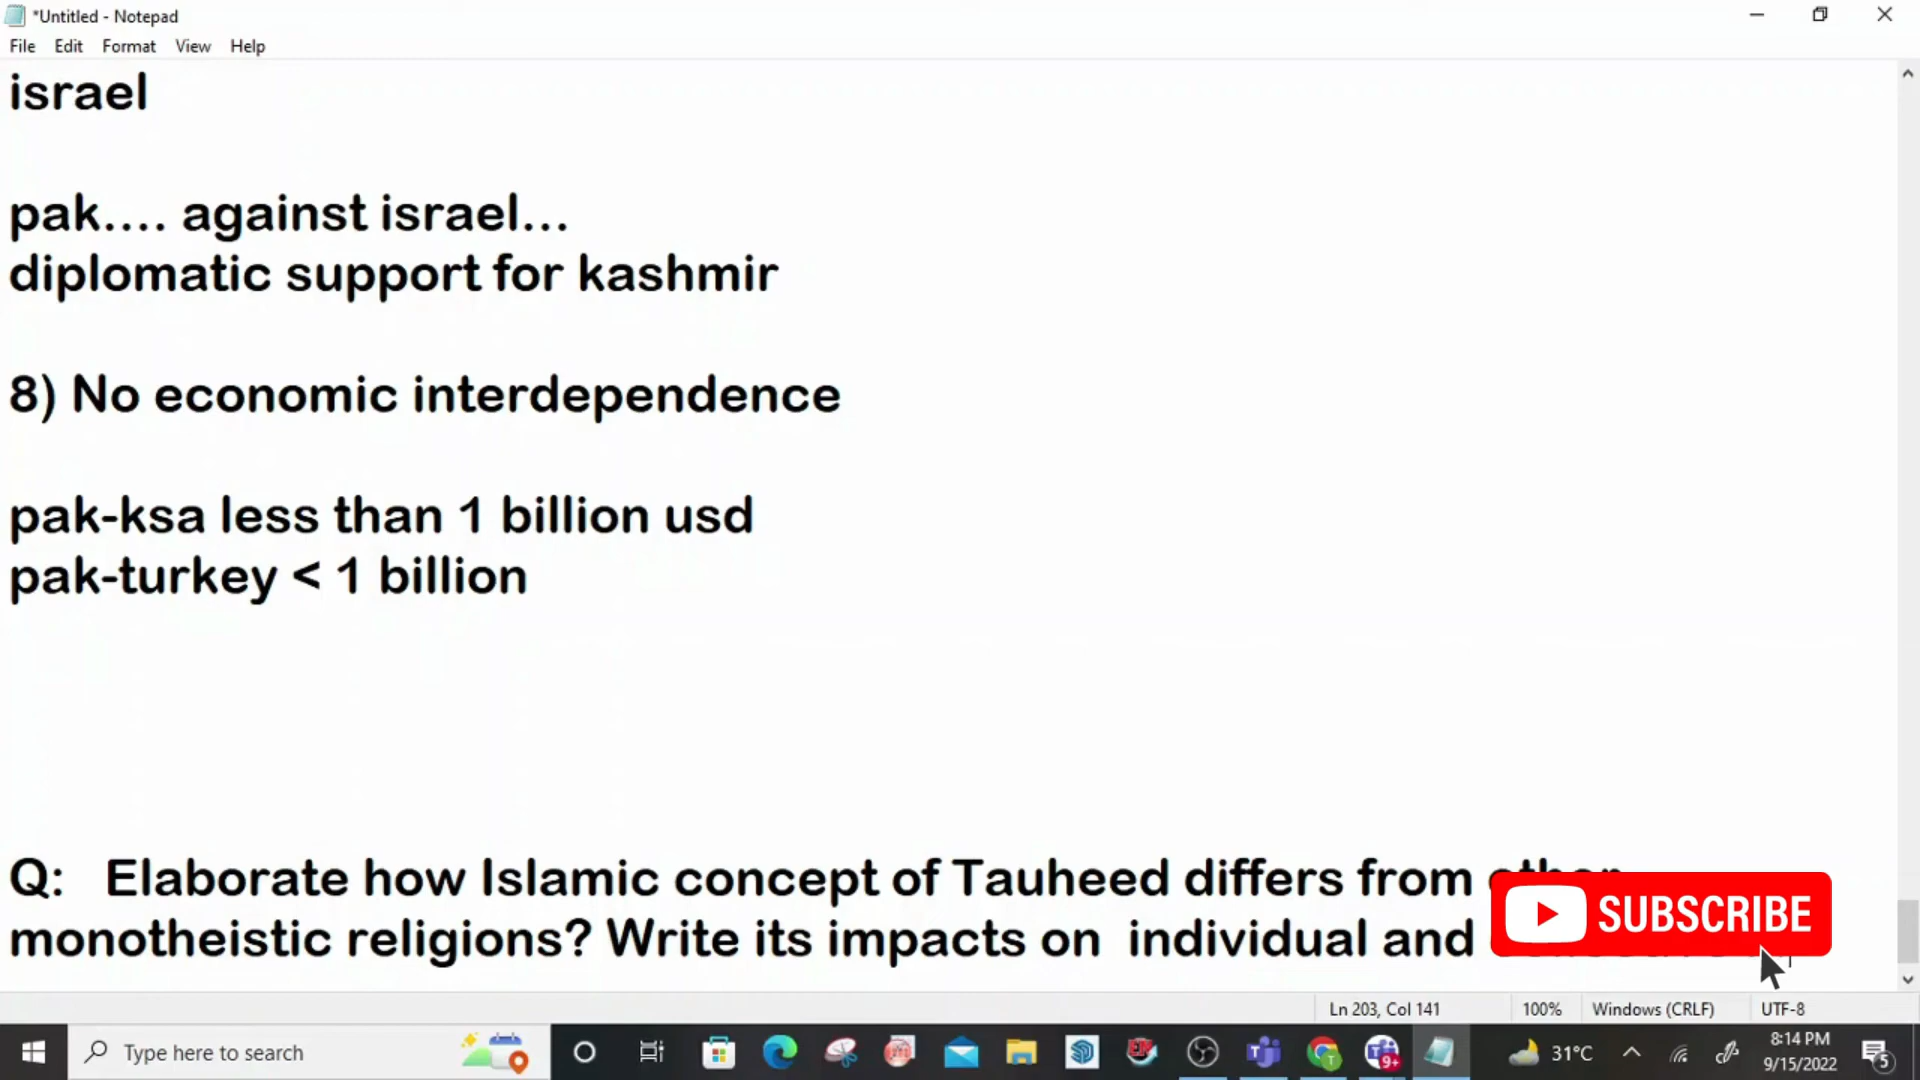 *Untitled - Notepad
File Edit Format View Help
israel
pak.... against israel...
diplomatic support for kashmir
8) No economic interdependence
pak-ksa less than 1 billion usd
pak-turkey < 1 billion
Q: Elaborate how Islamic concept of Tauheed differs from other
monotheistic religions? Write its impacts on individual and
SUBSCRIBE
Ln 203, Col 141 100% Windows (CRLF) UTF-8
Type here to search
9+
31°C
8:14 PM
9/15/2022
5